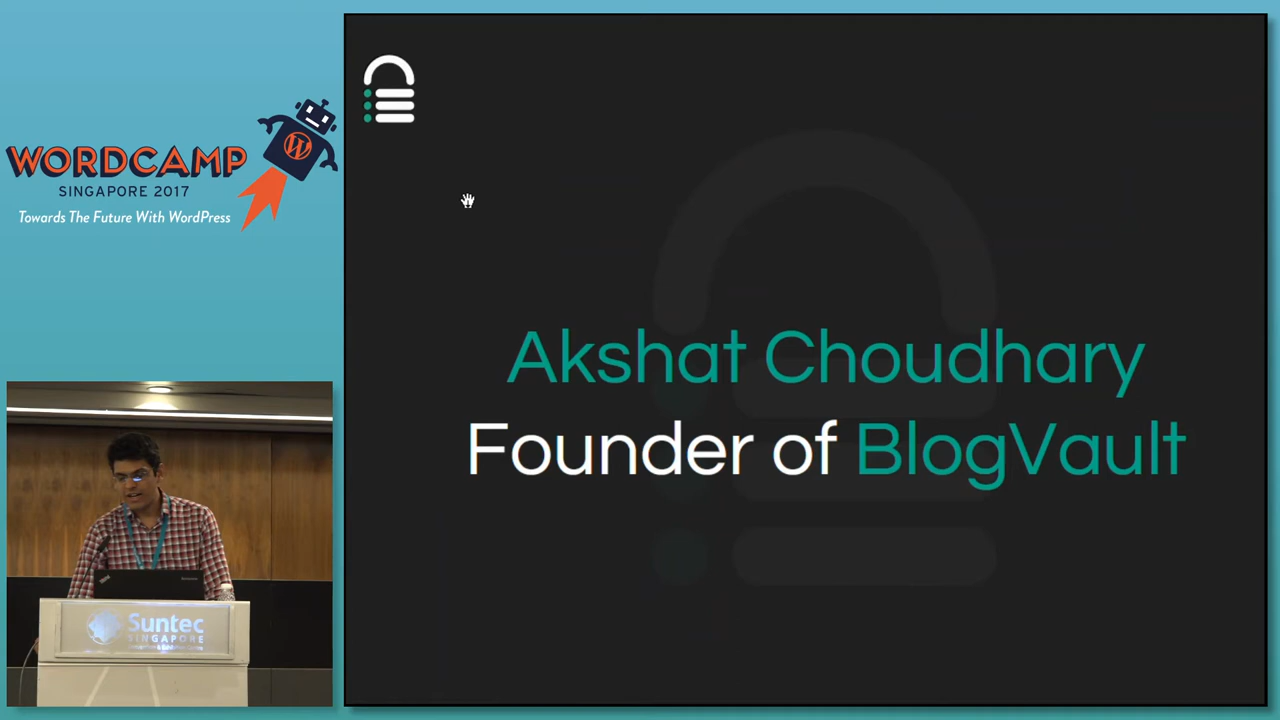 WORDCAMP
SINGAPORE 2017
Towards The Future With WordPress
Akshat Choudhary
Founder of BlogVault
Suntec
SINGAPORE